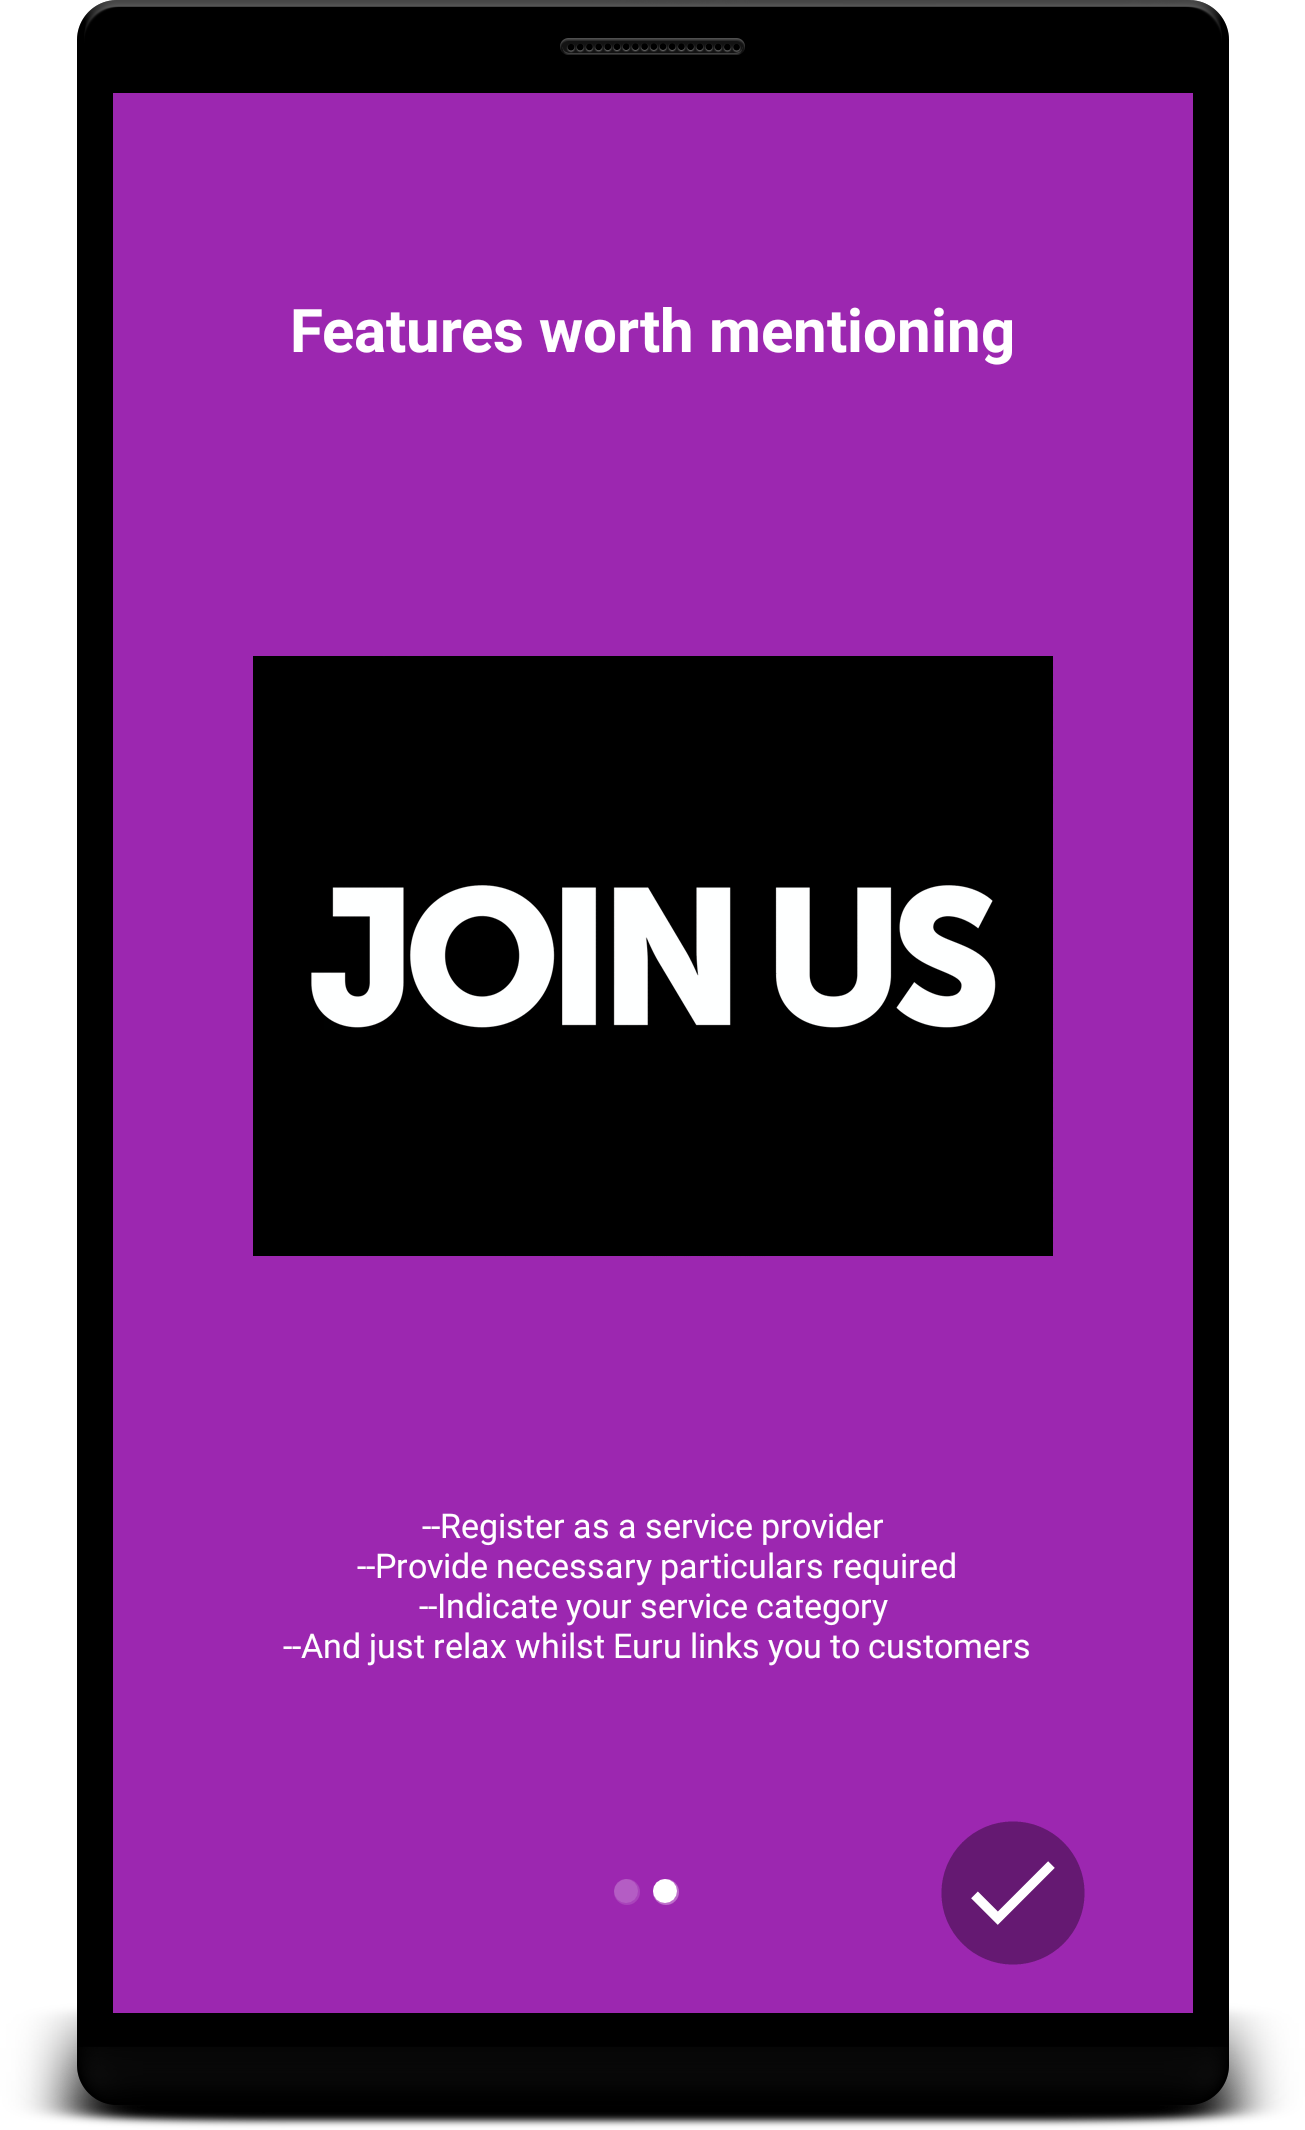 Features worth mentioning
JOIN US
--Register as a service provider
--Provide necessary particulars required
--Indicate your service category
--And just relax whilst Euru links you to customers